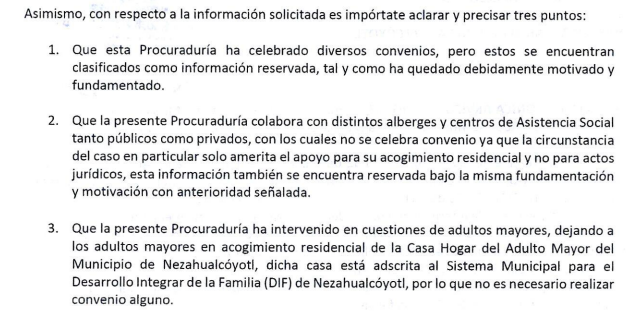 Asimismo, con respecto a la información solicitada es impórtate aclarar y precisar tres puntos:
1. Que esta Procuraduría ha celebrado diversos convenios, pero estos se encuentran
clasificados como información reservada, tal y como ha quedado debidamente motivado y
fundamentado.
2. Que la presente Procuraduría colabora con distintos alberges y centros de Asistencia Social
tanto públicos como privados, con los cuales no se celebra convenio ya que la circunstancia
del caso en particular solo amerita el apoyo para su acogimiento residencial y no para actos
jurídicos, esta información también se encuentra reservada bajo la misma fundamentación
y motivación con anterioridad señalada.
3. Que la presente Procuraduría ha intervenido en cuestiones de adultos mayores, dejando a
los adultos mayores en acogimiento residencial de la Casa Hogar del Adulto Mayor del
Municipio de Nezahualcóyotl, dicha casa está adscrita al Sistema Municipal para el
Desarrollo Integrar de la Familia (DIF) de Nezahualcóyotl, por lo que no es necesario realizar
convenio alguno.